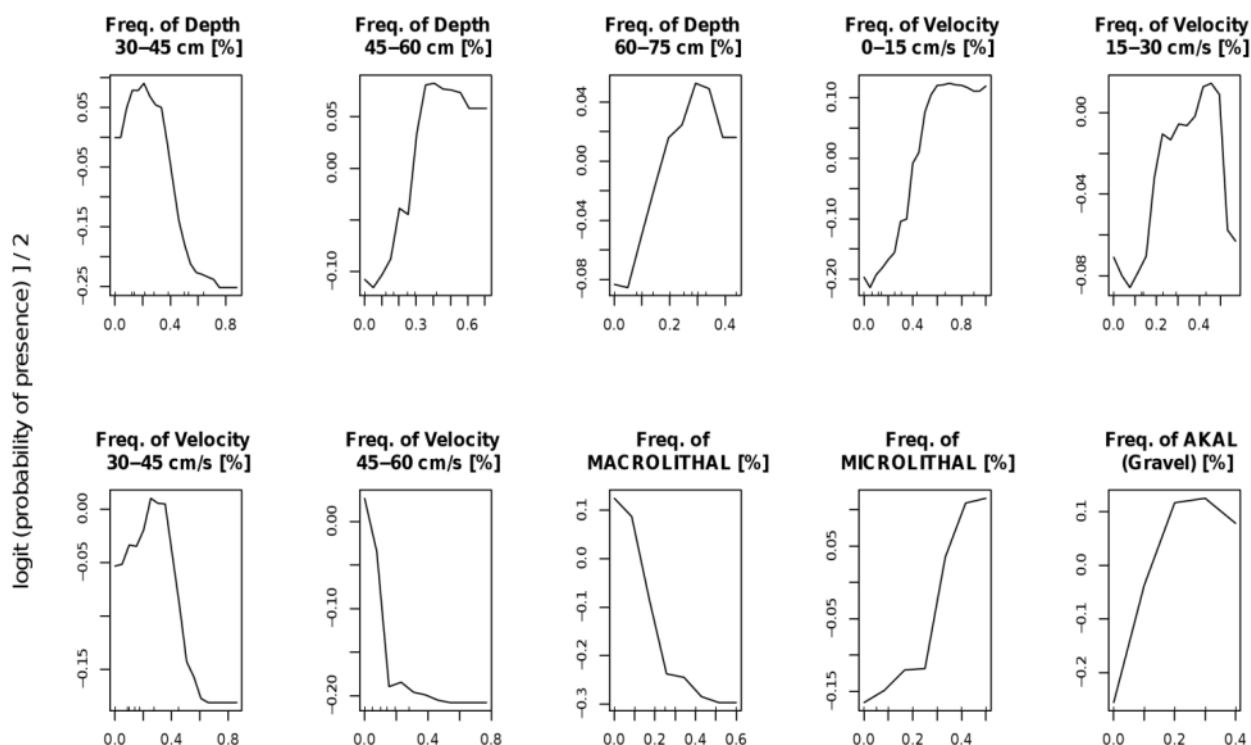 Freq. of Depth
30–45 cm [%]
Freq. of Depth
45–60 cm [%]
Freq. of Depth
60–75 cm [%]
Freq. of Velocity
0–15 cm/s [%]
Freq. of Velocity
15–30 cm/s [%]
0.05
−0.05
−0.15
−0.25
0.0 0.4 0.8
0.05
0.00
−0.10
0.0 0.3 0.6
0.04
0.00
−0.04
−0.08
0.0 0.2 0.4
0.10
0.00
−0.10
−0.20
0.0 0.4 0.8
0.00
−0.04
−0.08
0.0 0.2 0.4
logit (probability of presence) ] / 2
Freq. of Velocity
30–45 cm/s [%]
Freq. of Velocity
45–60 cm/s [%]
Freq. of
MACROLITHAL [%]
Freq. of
MICROLITHAL [%]
Freq. of AKAL
(Gravel) [%]
0.00
−0.05
−0.15
0.0 0.4 0.8
0.00
−0.10
−0.20
0.0 0.4 0.8
0.1
0.0
−0.1
−0.2
−0.3
0.0 0.2 0.4 0.6
0.05
−0.05
−0.15
0.0 0.2 0.4
0.1
0.0
−0.1
−0.2
0.0 0.2 0.4